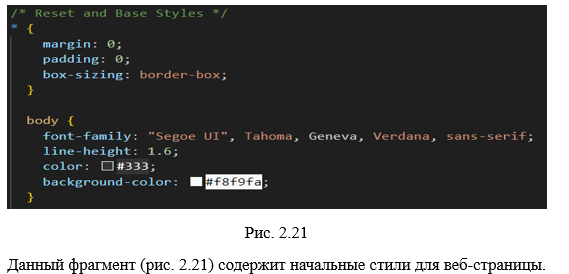 /* Reset and Base Styles */
* {
margin: 0;
padding: 0;
box-sizing: border-box;
}
body {
font-family: "Segoe UI", Tahoma, Geneva, Verdana, sans-serif;
line-height: 1.6;
color: #333;
background-color: #f8f9fa;
}
Рис. 2.21
Данный фрагмент (рис. 2.21) содержит начальные стили для веб-страницы.